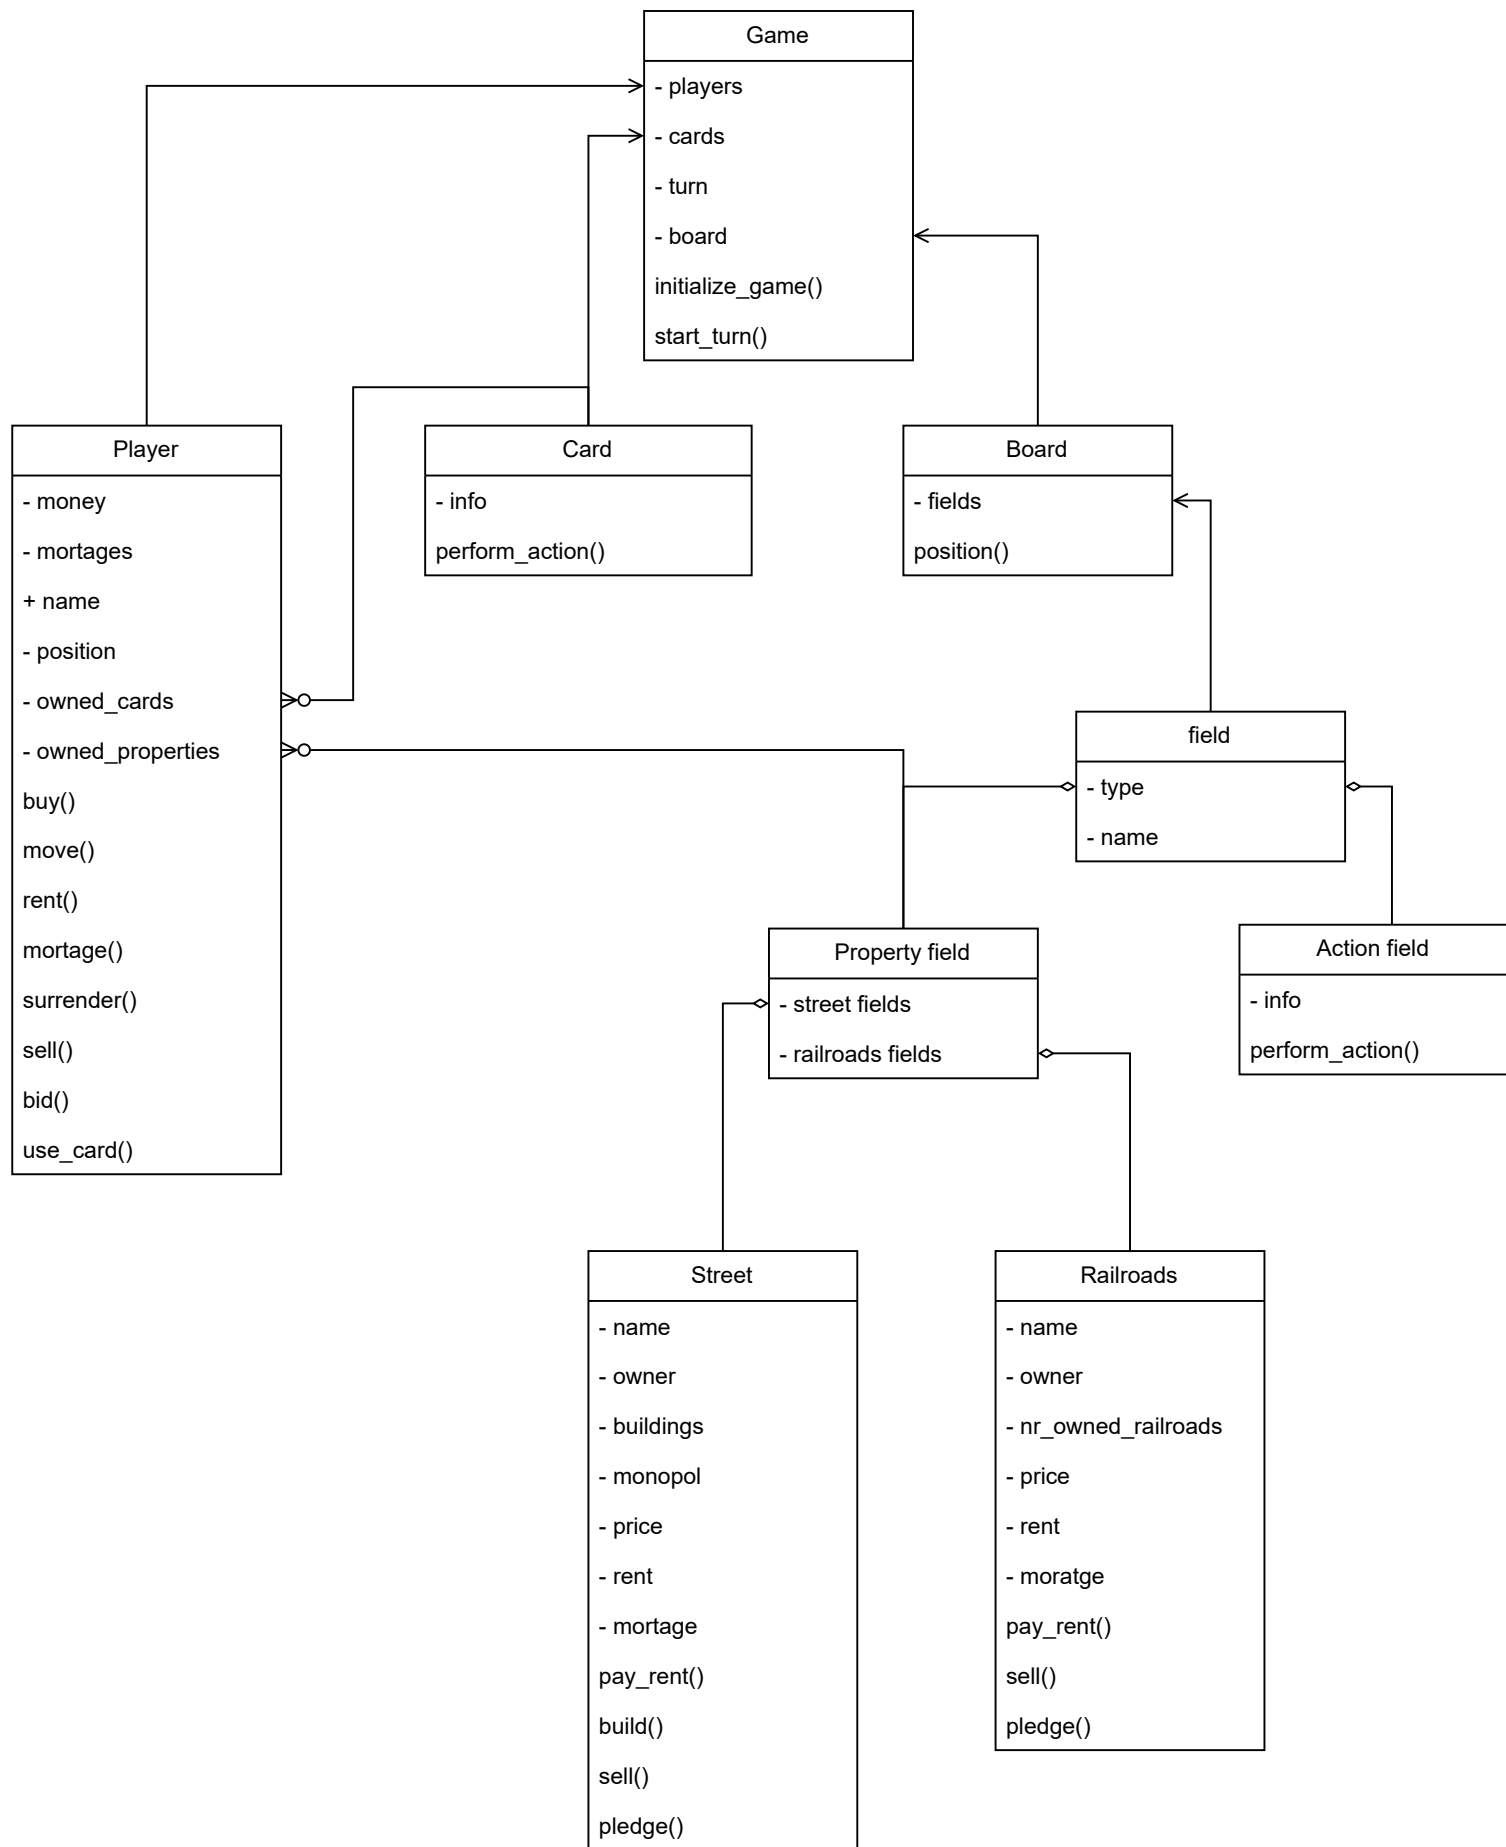 Game
- players
- cards
- turn
- board
initialize_game()
start_turn()
Player
- money
- mortages
+ name
- position
- owned_cards
- owned_properties
buy()
move()
rent()
mortage()
surrender()
sell()
bid()
use_card()
Card
- info
perform_action()
Board
- fields
position()
field
- type
- name
Property field
- street fields
- railroads fields
Action field
- info
perform_action()
Street
- name
- owner
- buildings
- monopol
- price
- rent
- mortage
pay_rent()
build()
sell()
pledge()
Railroads
- name
- owner
- nr_owned_railroads
- price
- rent
- moratge
pay_rent()
sell()
pledge()